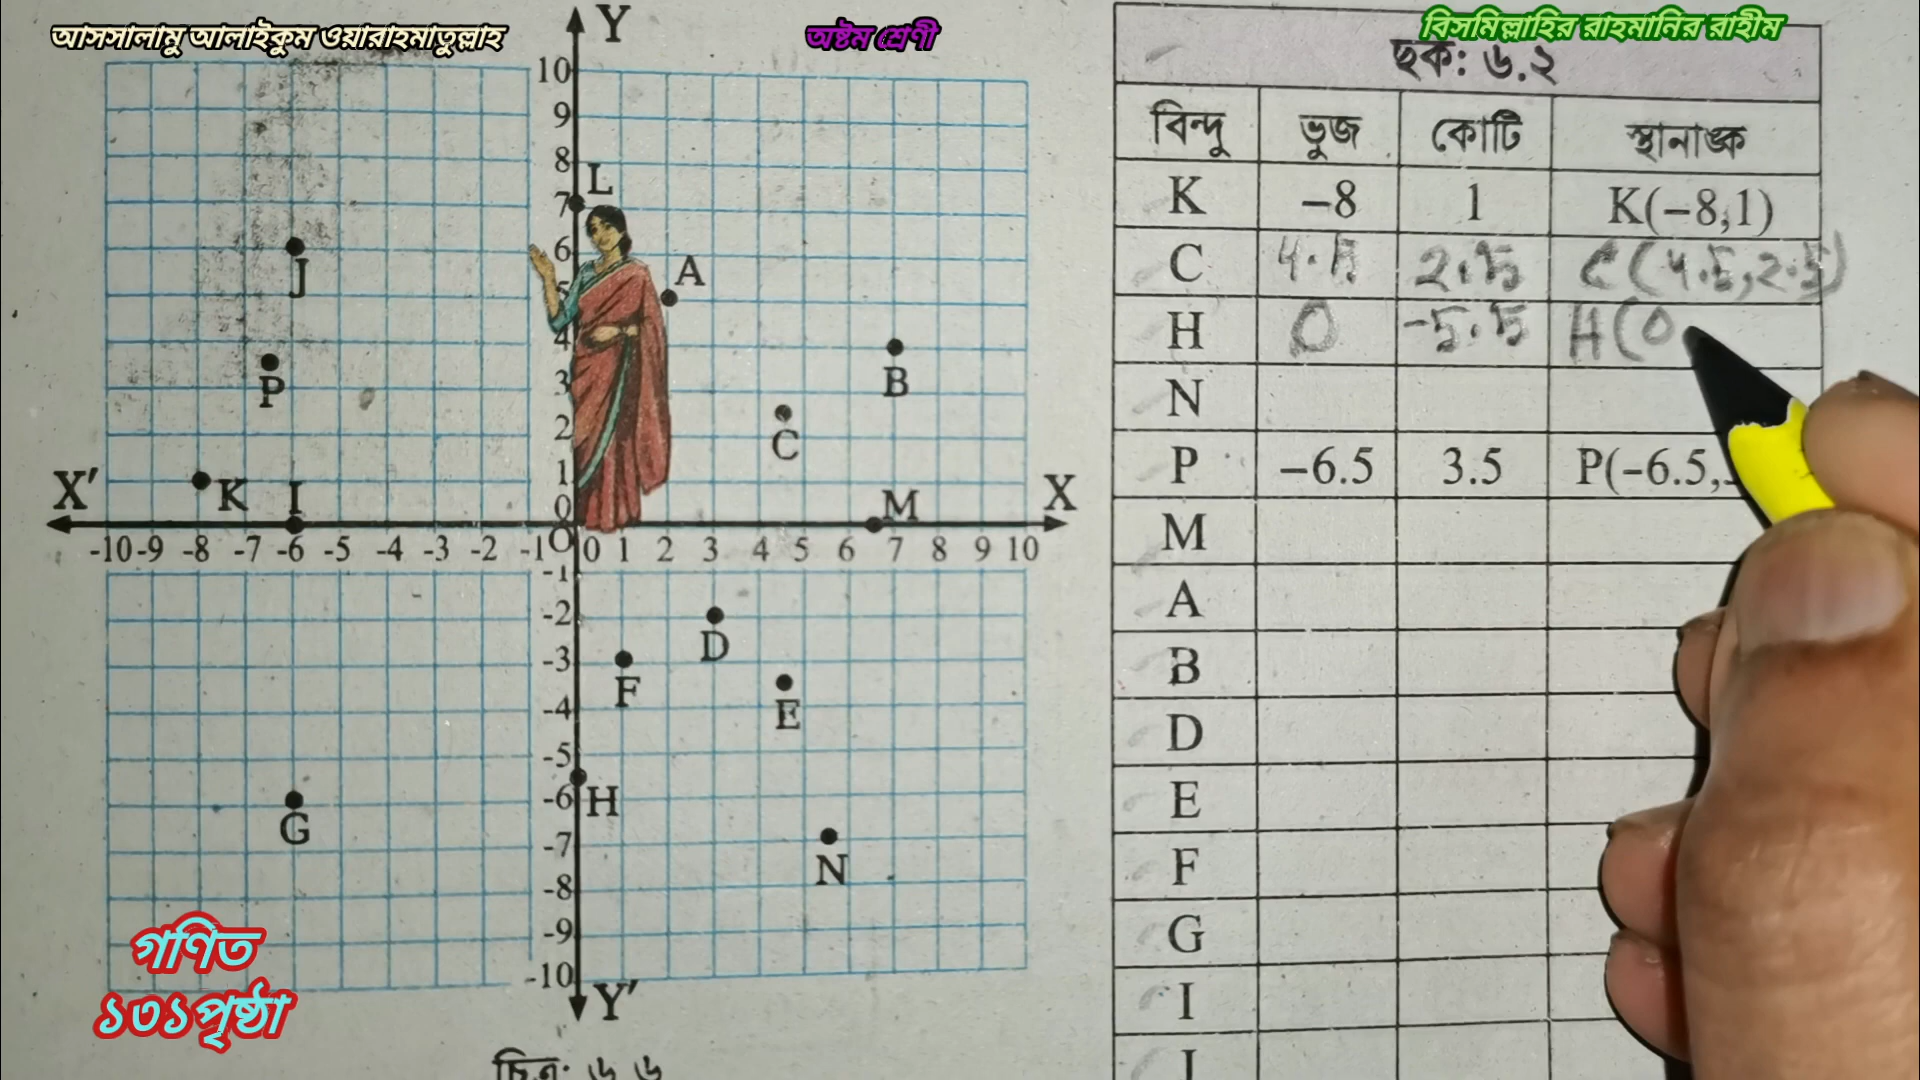 আসসালামু আলাইকুম ওয়ারাহমাতুল্লাহ
অষ্টম শ্রেণী
বিসমিল্লাহির রাহমানির রাহীম
Y
10
9
8
L
7
6
J
A
5
4
B
P
3
2
C
1
X'
K
I
0
M
X
-10 -9 -8 -7 -6 -5 -4 -3 -2 -1 O 0 1 2 3 4 5 6 7 8 9 10
-1
-2
D
-3
F
E
-4
-5
-6
H
G
-7
N
-8
-9
-10
Y'
গণিত
১৩১পৃষ্ঠা
চিত্র: ৬.৬
ছক: ৬.২
বিন্দু ভুজ কোটি স্থানাঙ্ক
K −8 1 K(−8,1)
C 4.5 2.5 C(4.5,2.5)
H 0 -5.5 H(0
N
P −6.5 3.5 P(−6.5,
M
A
B
D
E
F
G
I
J